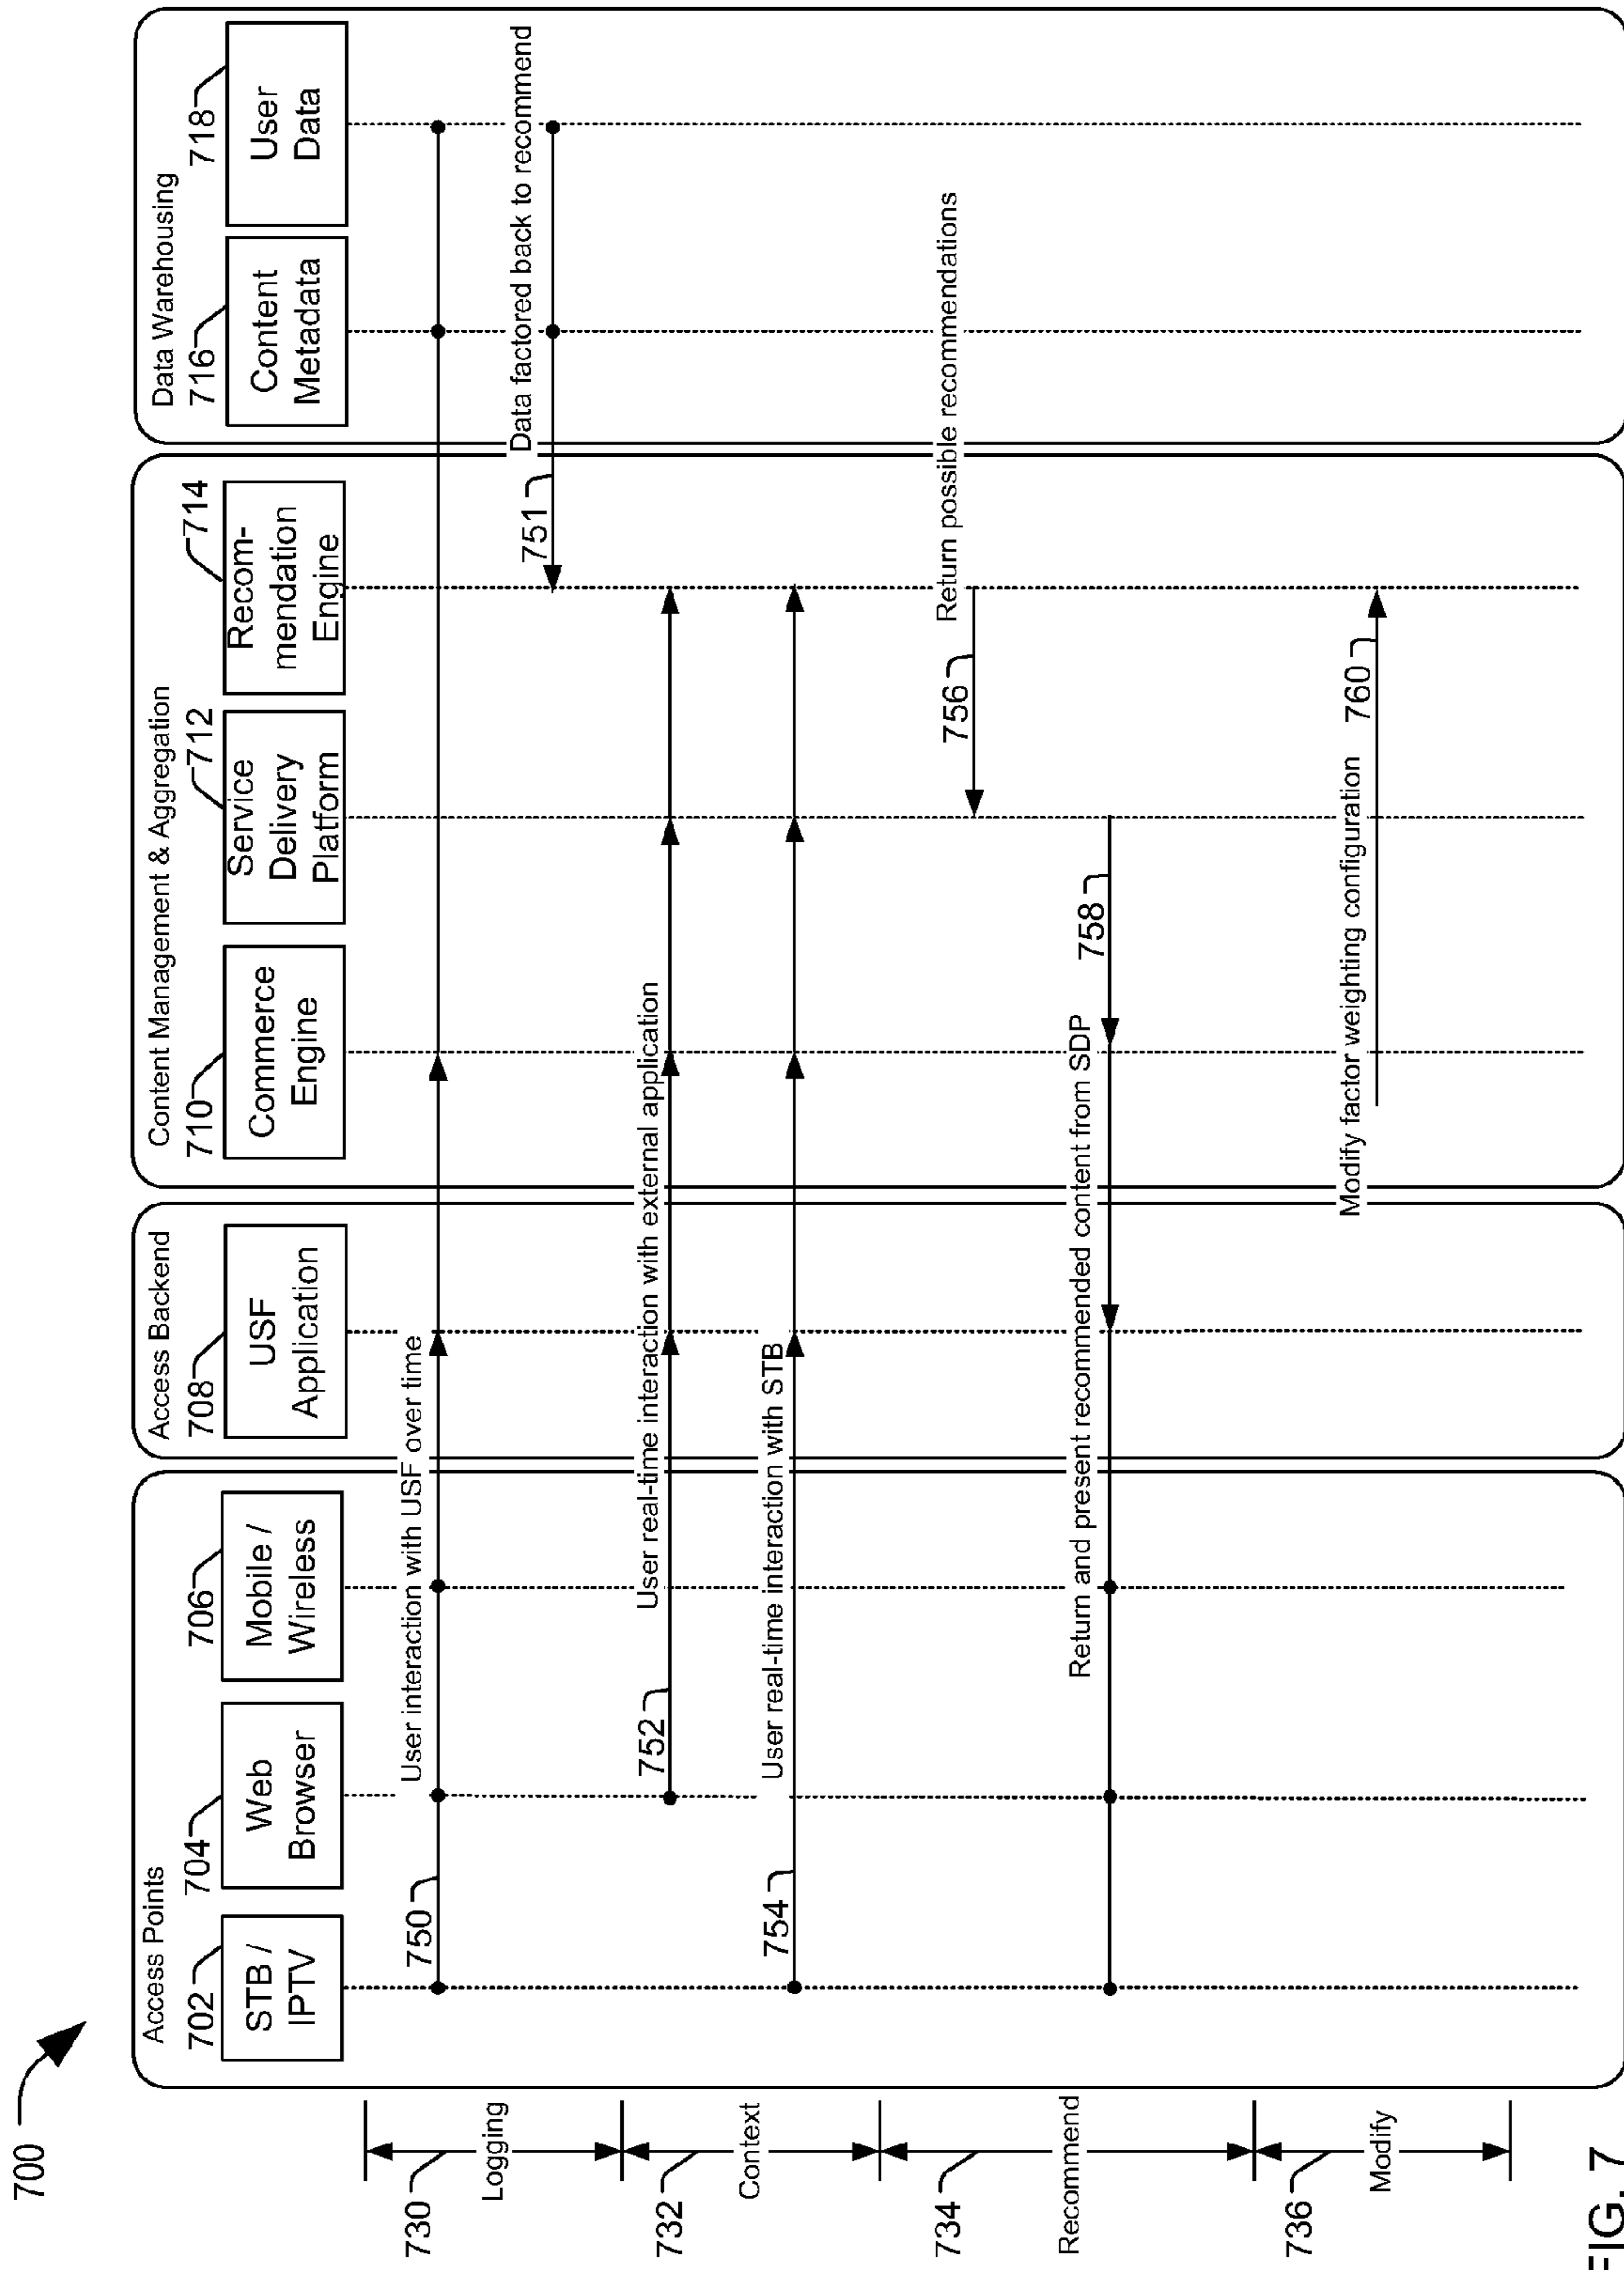 700
Access Points
702
STB /
IPTV
704
Web
Browser
706
Mobile /
Wireless
Access Backend
708
USF
Application
Content Management & Aggregation
710
Commerce
Engine
712
Service
Delivery
Platform
714
Recom-
mendation
Engine
Data Warehousing
716
Content
Metadata
718
User
Data
730
Logging
User interaction with USF over time
750
Data factored back to recommend
751
732
Context
User real-time interaction with external application
752
User real-time interaction with STB
754
734
Recommend
Return possible recommendations
756
Return and present recommended content from SDP
758
736
Modify
Modify factor weighting configuration
760
FIG. 7